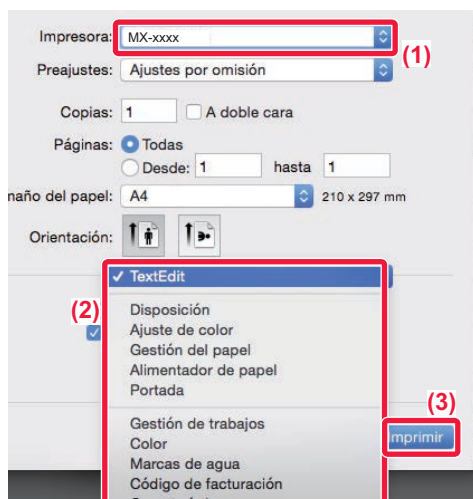 Impresora: MX-xxxx
(1)
Preajustes: Ajustes por omisión
Copias: 1 A doble cara
Páginas: Todas
Desde: 1 hasta 1
maño del papel: A4 210 x 297 mm
Orientación:
✓ TextEdit
(2)
Disposición
Ajuste de color
Gestión del papel
Alimentador de papel
Portada
(3)
Gestión de trabajos
Color
mprimir
Marcas de agua
Código de facturación